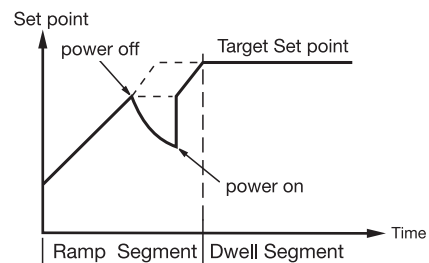 Set point
power off
Target Set point
power on
Time
Ramp Segment
Dwell Segment